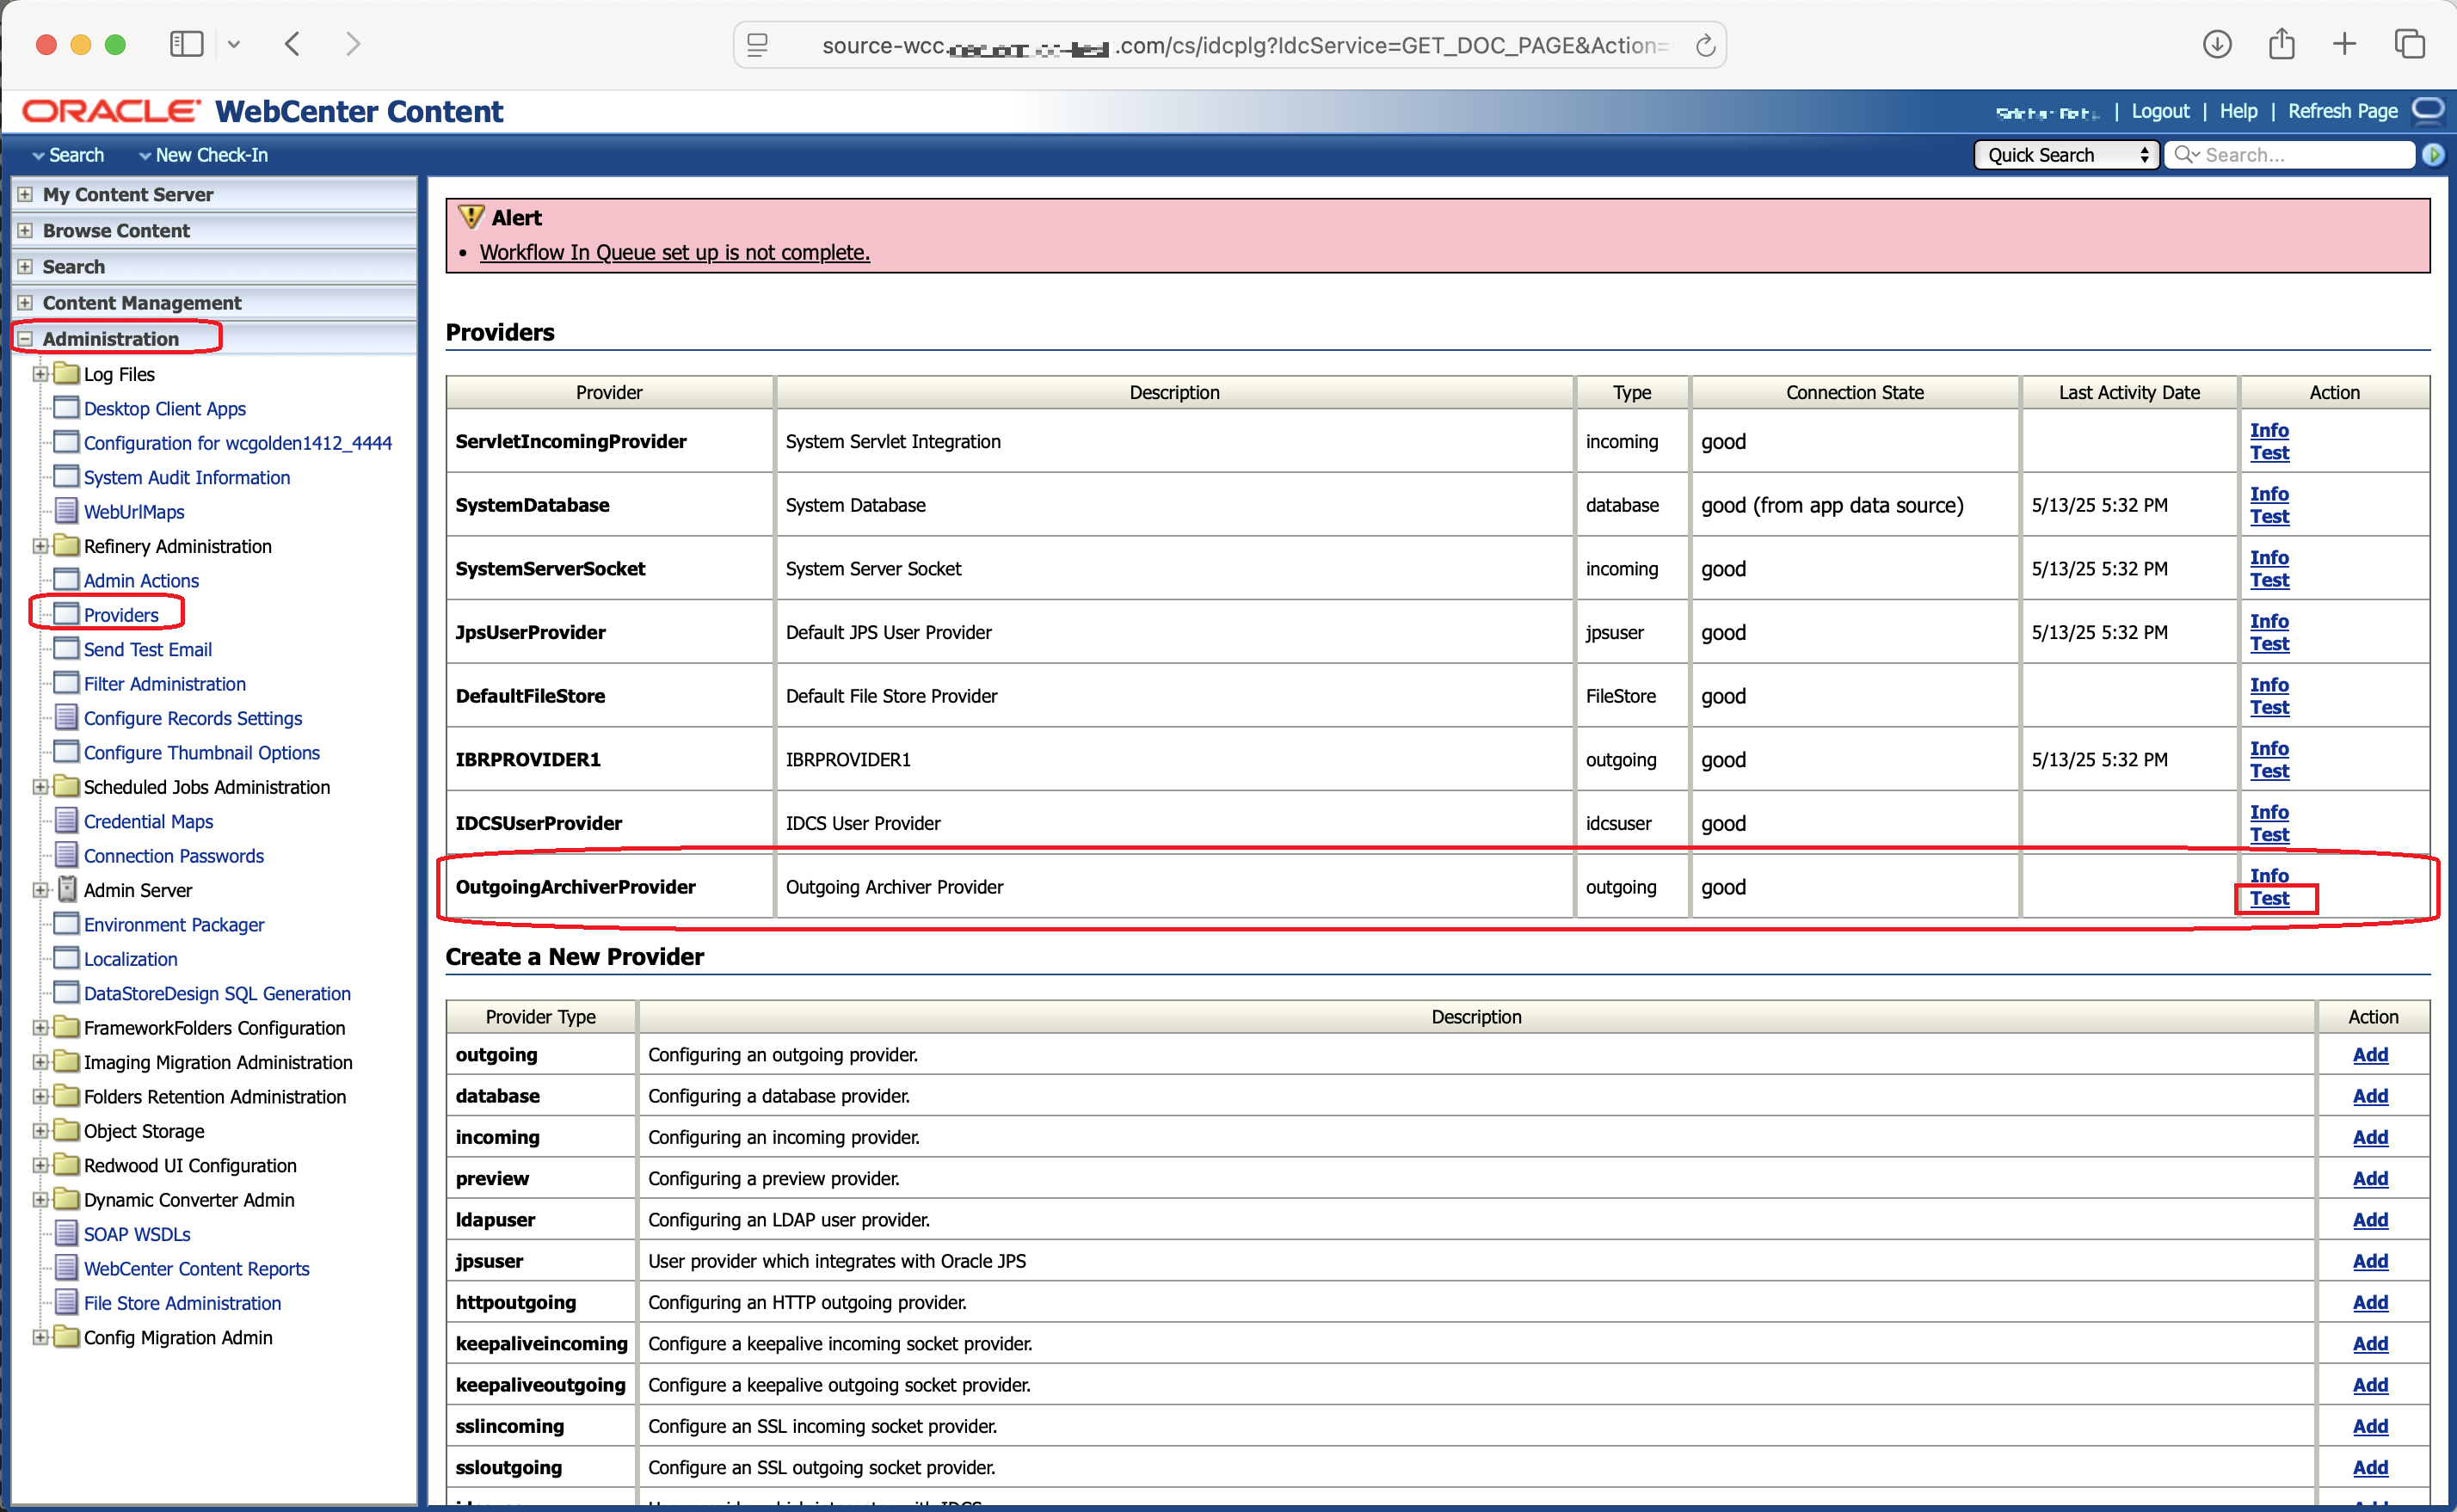 source-wcc. .com/cs/idcplg?IdcService=GET_DOC_PAGE&Action=
ORACLE WebCenter Content
Logout | Help | Refresh Page
Search New Check-In
Quick Search Search...
My Content Server
Browse Content
Search
Content Management
Administration
Log Files
Desktop Client Apps
Configuration for wcgolden1412_4444
System Audit Information
WebUrlMaps
Refinery Administration
Admin Actions
Providers
Send Test Email
Filter Administration
Configure Records Settings
Configure Thumbnail Options
Scheduled Jobs Administration
Credential Maps
Connection Passwords
Admin Server
Environment Packager
Localization
DataStoreDesign SQL Generation
FrameworkFolders Configuration
Imaging Migration Administration
Folders Retention Administration
Object Storage
Redwood UI Configuration
Dynamic Converter Admin
SOAP WSDLs
WebCenter Content Reports
File Store Administration
Config Migration Admin
Alert
• Workflow In Queue set up is not complete.
Providers
Provider Description Type Connection State Last Activity Date Action
ServletIncomingProvider System Servlet Integration incoming good Info
Test
SystemDatabase System Database database good (from app data source) 5/13/25 5:32 PM Info
Test
SystemServerSocket System Server Socket incoming good 5/13/25 5:32 PM Info
Test
JpsUserProvider Default JPS User Provider jpsuser good 5/13/25 5:32 PM Info
Test
DefaultFileStore Default File Store Provider FileStore good Info
Test
IBRPROVIDER1 IBRPROVIDER1 outgoing good 5/13/25 5:32 PM Info
Test
IDCSUserProvider IDCS User Provider idcsuser good Info
Test
OutgoingArchiverProvider Outgoing Archiver Provider outgoing good Info
Test
Create a New Provider
Provider Type Description Action
outgoing Configuring an outgoing provider. Add
database Configuring a database provider. Add
incoming Configuring an incoming provider. Add
preview Configuring a preview provider. Add
ldapuser Configuring an LDAP user provider. Add
jpsuser User provider which integrates with Oracle JPS Add
httpoutgoing Configuring an HTTP outgoing provider. Add
keepaliveincoming Configure a keepalive incoming socket provider. Add
keepaliveoutgoing Configure a keepalive outgoing socket provider. Add
sslincoming Configure an SSL incoming socket provider. Add
ssloutgoing Configure an SSL outgoing socket provider. Add